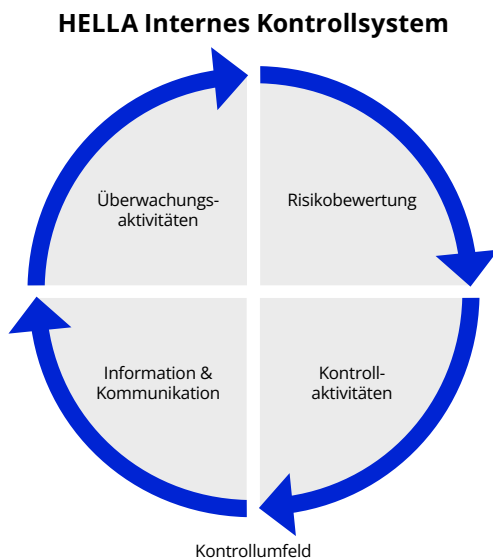 HELLA Internes Kontrollsystem
Überwachungs-
aktivitäten
Risikobewertung
Information &
Kommunikation
Kontroll-
aktivitäten
Kontrollumfeld